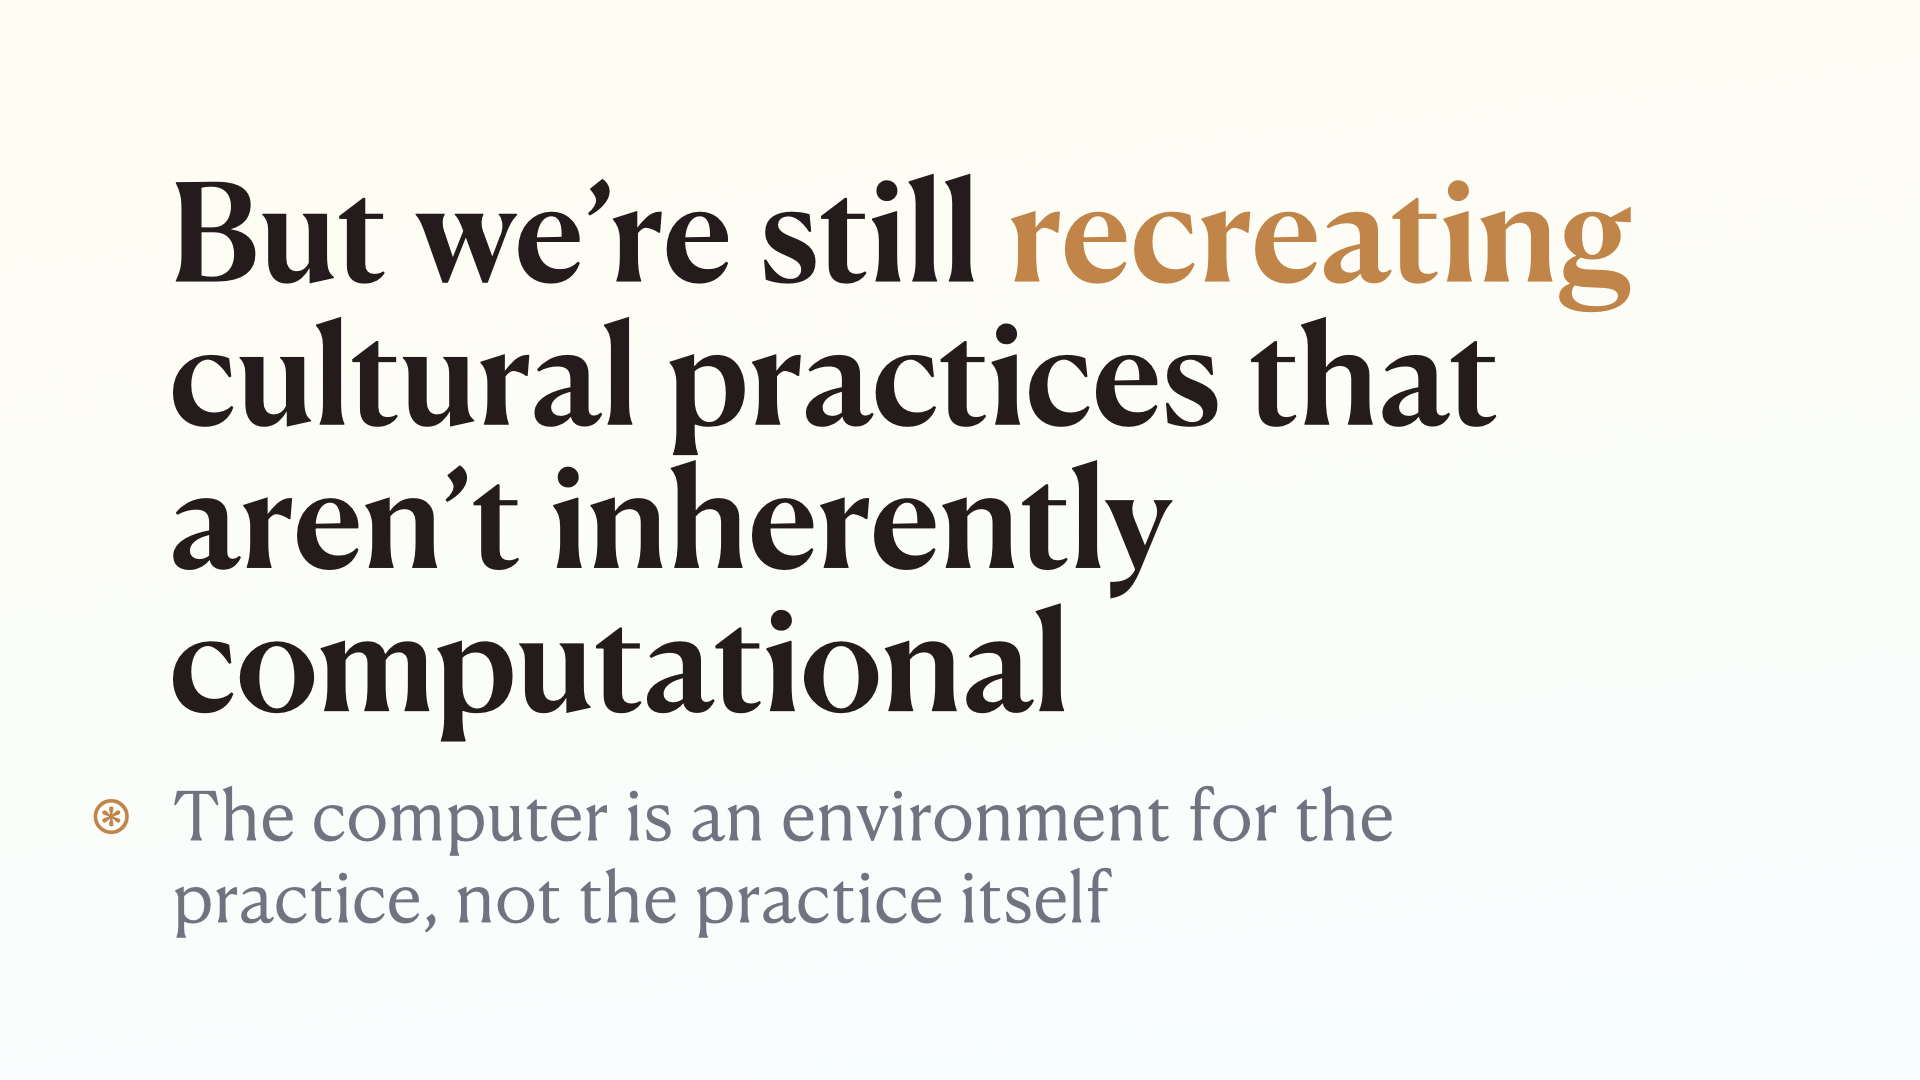 But we’re still recreating
cultural practices that
aren’t inherently
computational
⊛ The computer is an environment for the
practice, not the practice itself